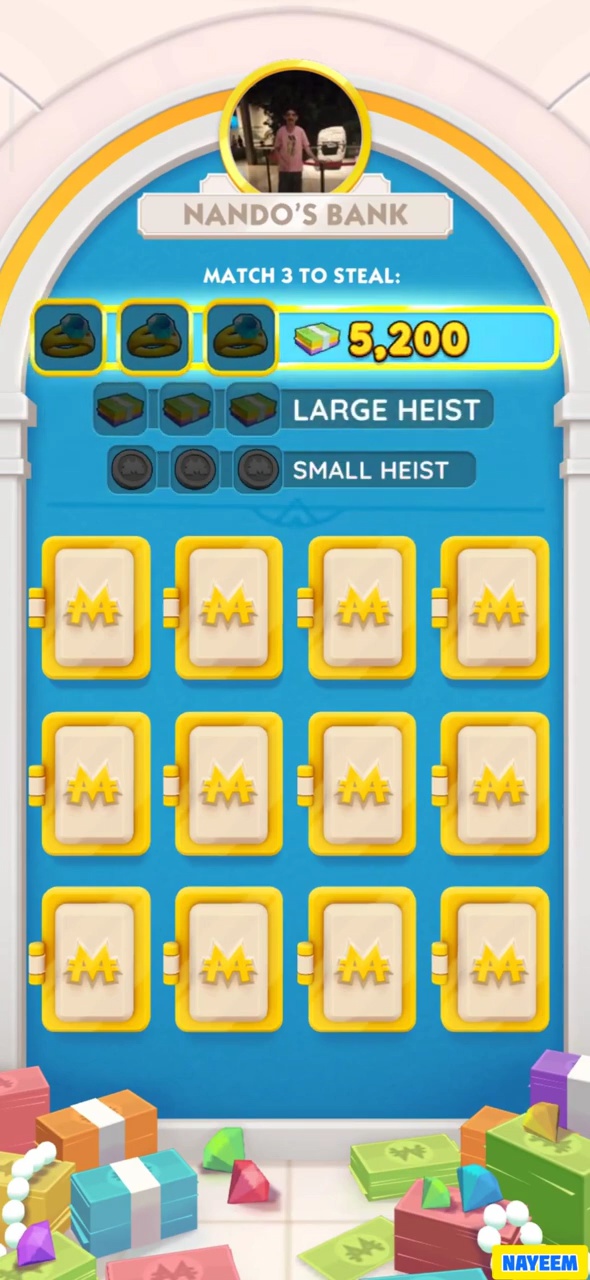 NANDO'S BANK
MATCH 3 TO STEAL:
5,200
LARGE HEIST
SMALL HEIST
NAYEEM